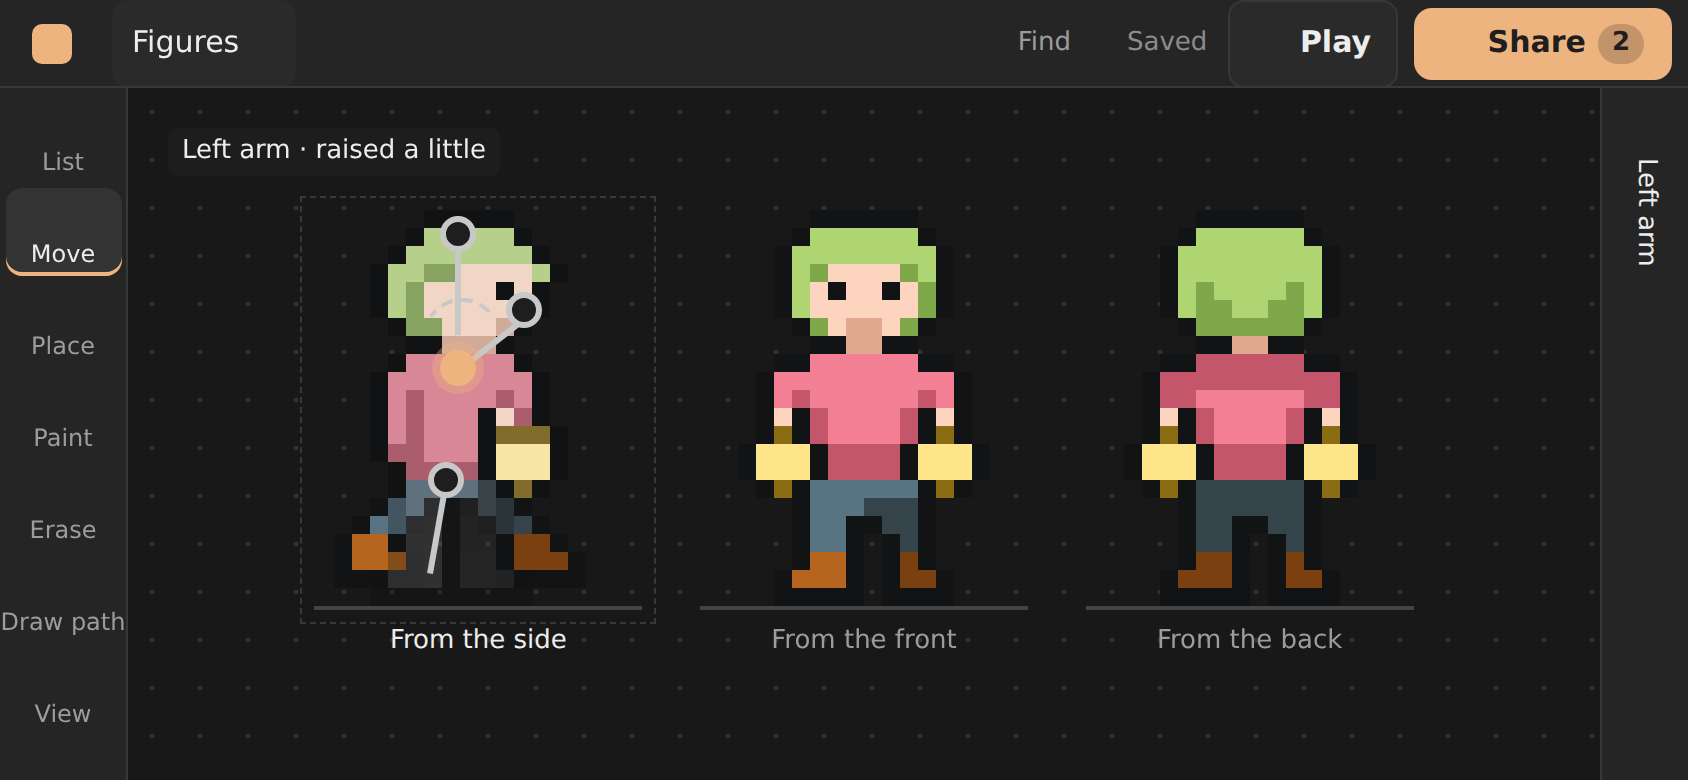 Figures
Find
Saved
Play
Share 2
List
Move
Place
Paint
Erase
Draw path
View
Left arm · raised a little
From the side
From the front
From the back
Left arm